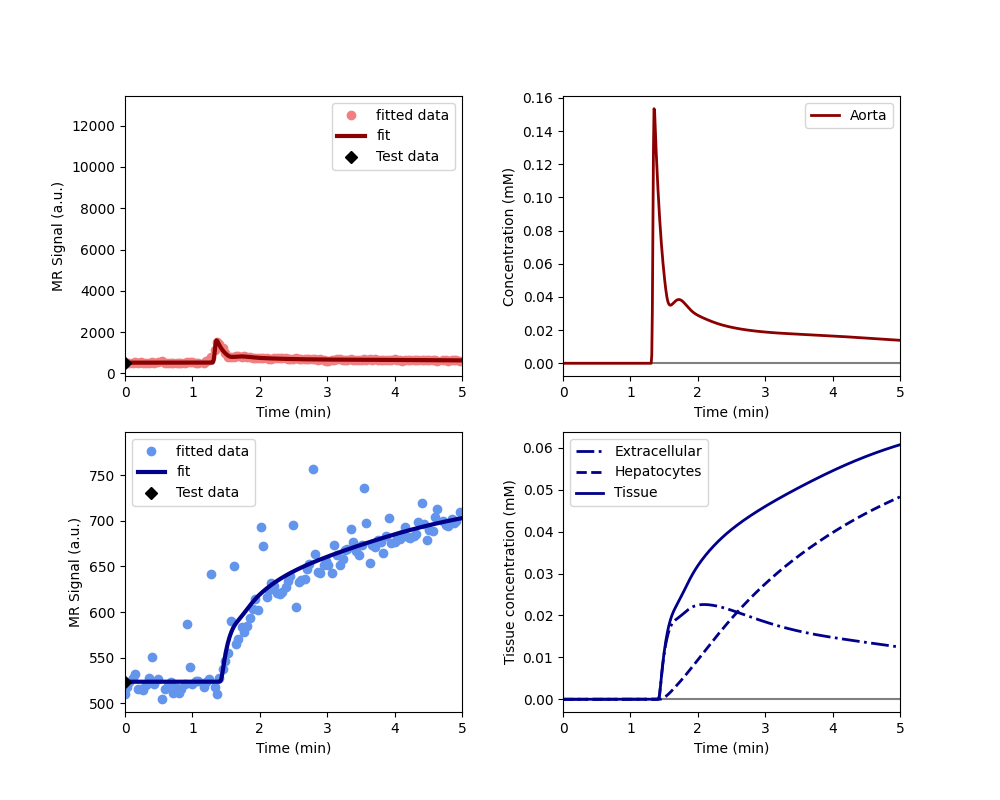 12000
10000
8000
6000
4000
2000
0
MR Signal (a.u.)
fitted data
fit
Test data
0 1 2 3 4 5
Time (min)
0.16
0.14
0.12
0.10
0.08
0.06
0.04
0.02
0.00
Concentration (mM)
Aorta
0 1 2 3 4 5
Time (min)
750
700
650
600
550
500
MR Signal (a.u.)
fitted data
fit
Test data
0 1 2 3 4 5
Time (min)
0.06
0.05
0.04
0.03
0.02
0.01
0.00
Tissue concentration (mM)
Extracellular
Hepatocytes
Tissue
0 1 2 3 4 5
Time (min)